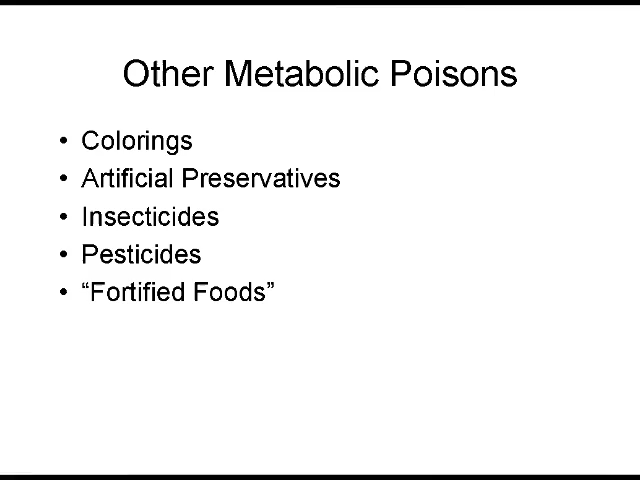 Other Metabolic Poisons
• Colorings
• Artificial Preservatives
• Insecticides
• Pesticides
• “Fortified Foods”